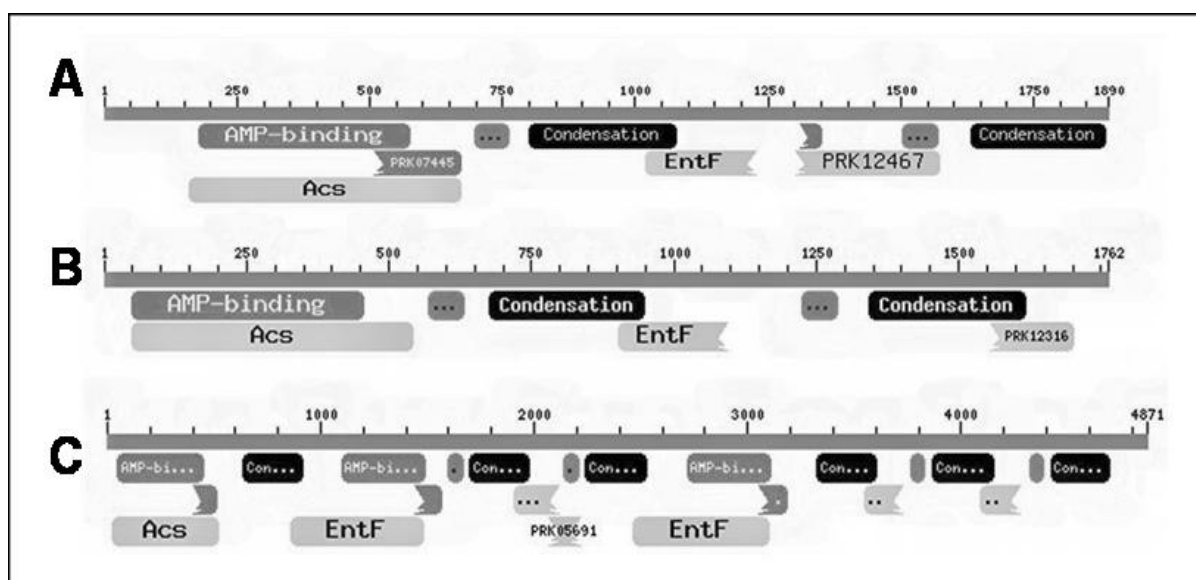 A
1 250 500 750 1000 1250 1500 1750 1890
AMP-binding ... Condensation ... Condensation
PRK07445 EntF PRK12467
Acs
B
1 250 500 750 1000 1250 1500 1762
AMP-binding ... Condensation ... Condensation
Acs EntF PRK12316
C
1 1000 2000 3000 4000 4871
AMP-bi... Con... AMP-bi... . Con... . Con... AMP-bi... Con... Con... Con...
... . .. ..
Acs EntF PRK05691 EntF